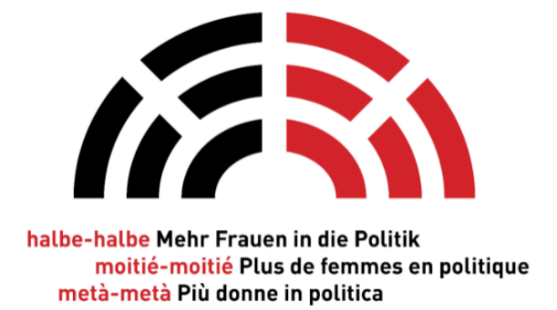 halbe-halbe Mehr Frauen in die Politik
moitié-moitié Plus de femmes en politique
metà-metà Più donne in politica